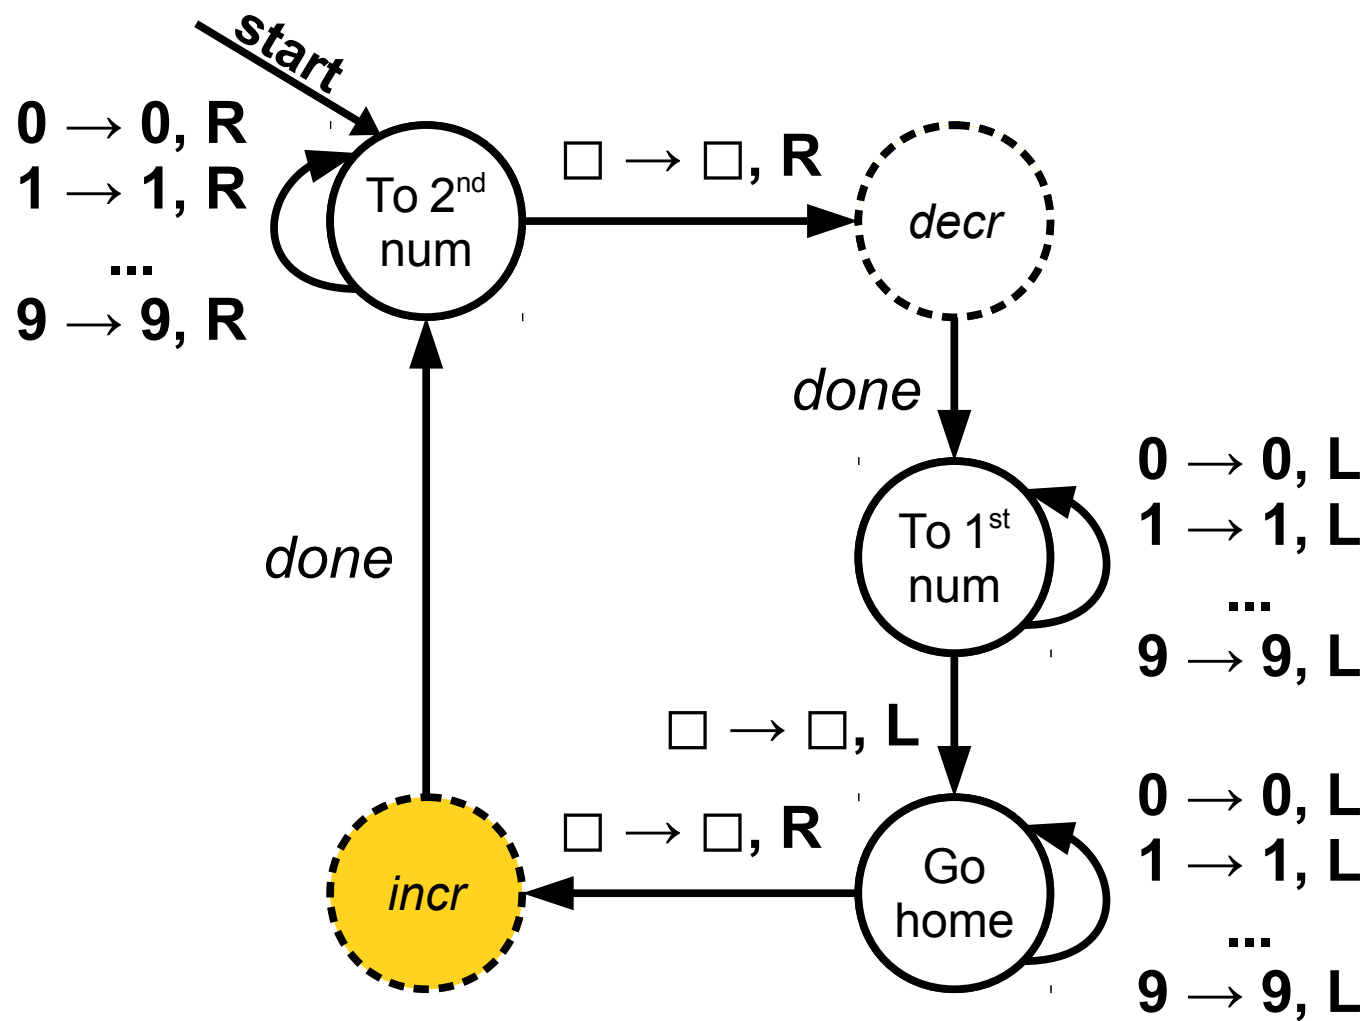 start
0 → 0, R
1 → 1, R
...
9 → 9, R
To 2nd
num
□ → □, R
decr
done
0 → 0, L
1 → 1, L
...
9 → 9, L
To 1st
num
done
□ → □, L
□ → □, R
incr
Go
home
0 → 0, L
1 → 1, L
...
9 → 9, L